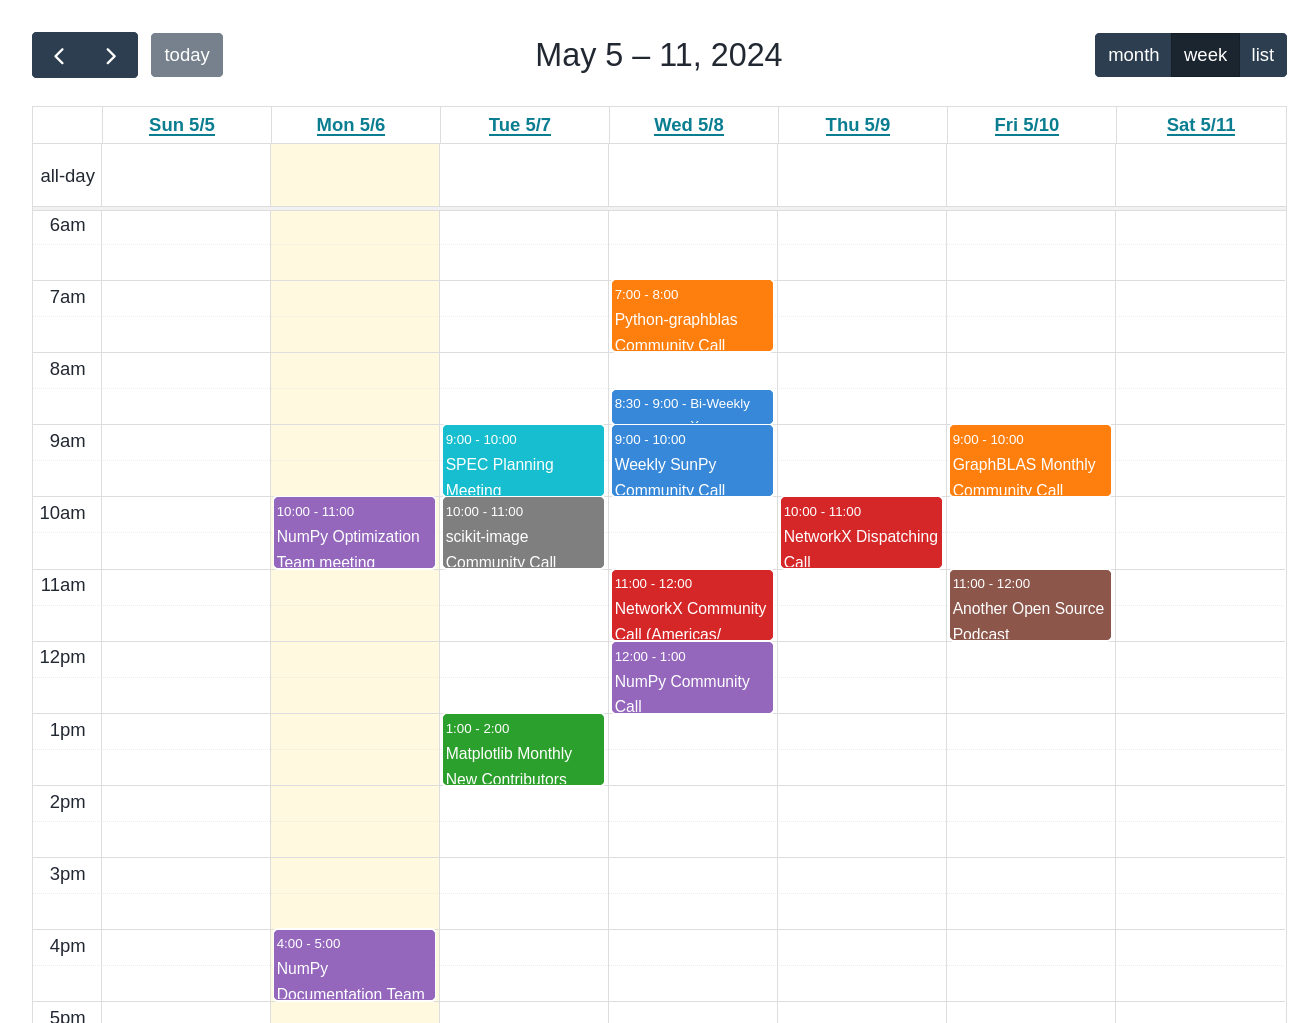 today
May 5 – 11, 2024
month week list
Sun 5/5 Mon 5/6 Tue 5/7 Wed 5/8 Thu 5/9 Fri 5/10 Sat 5/11
all-day
6am
7am
7:00 - 8:00
Python-graphblas
Community Call
8am
8:30 - 9:00 - Bi-Weekly
9am
9:00 - 10:00
SPEC Planning
Meeting
9:00 - 10:00
Weekly SunPy
Community Call
9:00 - 10:00
GraphBLAS Monthly
Community Call
10am
10:00 - 11:00
NumPy Optimization
Team meeting
10:00 - 11:00
scikit-image
Community Call
10:00 - 11:00
NetworkX Dispatching
Call
11am
11:00 - 12:00
NetworkX Community
Call (Americas/
11:00 - 12:00
Another Open Source
Podcast
12pm
12:00 - 1:00
NumPy Community
Call
1pm
1:00 - 2:00
Matplotlib Monthly
New Contributors
2pm
3pm
4pm
4:00 - 5:00
NumPy
Documentation Team
5pm